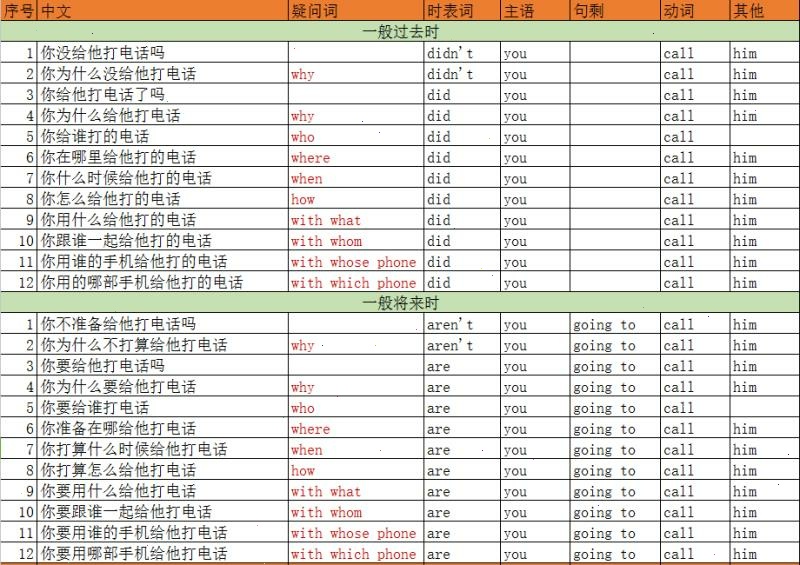 序号 中文 疑问词 时表词 主语 句剩 动词 其他
一般过去时
1 你没给他打电话吗 didn't you call him
2 你为什么没给他打电话 why didn't you call him
3 你给他打电话了吗 did you call him
4 你为什么给他打电话 why did you call him
5 你给谁打的电话 who did you call
6 你在哪里给他打的电话 where did you call him
7 你什么时候给他打的电话 when did you call him
8 你怎么给他打的电话 how did you call him
9 你用什么给他打的电话 with what did you call him
10 你跟谁一起给他打的电话 with whom did you call him
11 你用谁的手机给他打的电话 with whose phone did you call him
12 你用的哪部手机给他打的电话 with which phone did you call him
一般将来时
1 你不准备给他打电话吗 aren't you going to call him
2 你为什么不打算给他打电话 why aren't you going to call him
3 你要给他打电话吗 are you going to call him
4 你为什么要给他打电话 why are you going to call him
5 你要给谁打电话 who are you going to call
6 你准备在哪给他打电话 where are you going to call him
7 你打算什么时候给他打电话 when are you going to call him
8 你打算怎么给他打电话 how are you going to call him
9 你要用什么给他打电话 with what are you going to call him
10 你要跟谁一起给他打电话 with whom are you going to call him
11 你要用谁的手机给他打电话 with whose phone are you going to call him
12 你要用哪部手机给他打电话 with which phone are you going to call him